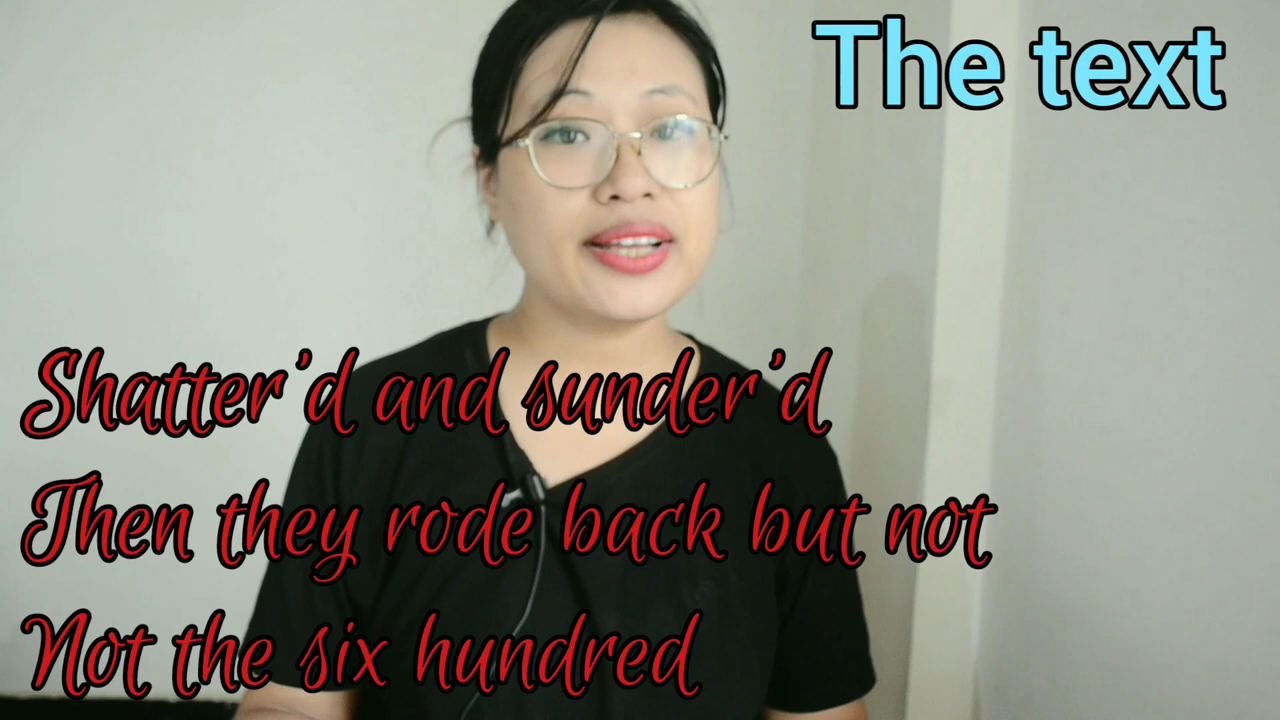 The text
Shatter'd and sunder'd
Then they rode back but not
Not the six hundred